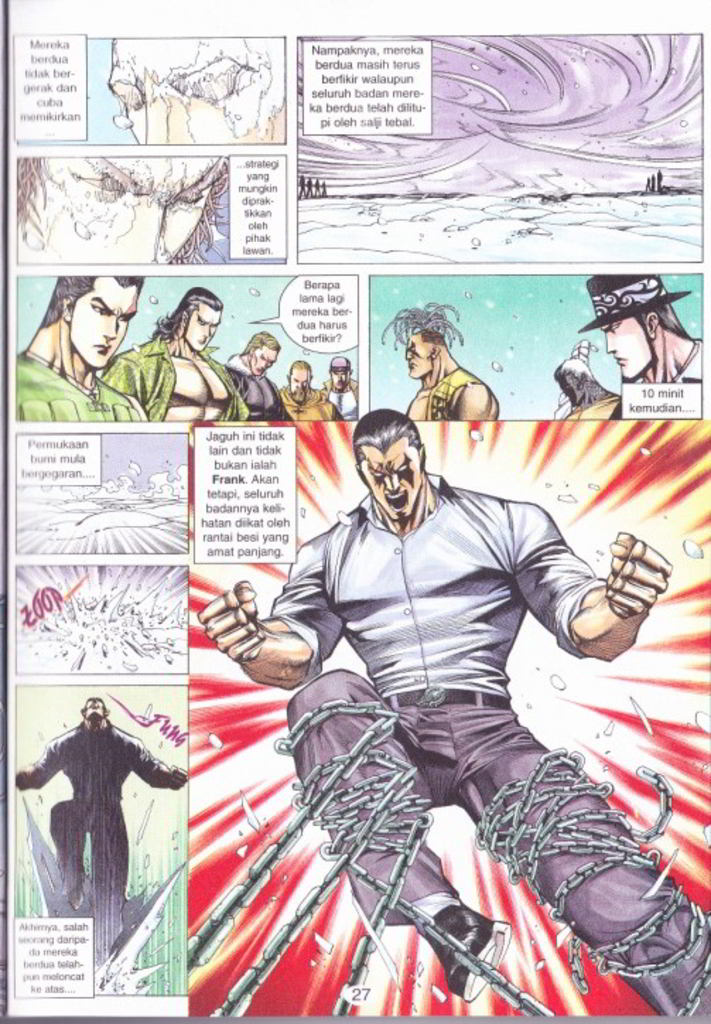 Mereka
berdua
tidak ber-
gerak dan
cuba
memikirkan
...
Nampaknya, mereka
berdua masih terus
berfikir walaupun
seluruh badan mere-
ka berdua telah dilitu-
pi oleh salji tebal.
...strategi
yang
mungkin
diprak-
tikkan
oleh
pihak
lawan.
Berapa
lama lagi
mereka ber-
dua harus
berfikir?
10 minit
kemudian....
Permukaan
bumi mula
bergegaran....
Jaguh ini tidak
lain dan tidak
bukan ialah
Frank. Akan
tetapi, seluruh
badannya keli-
hatan diikat oleh
rantai besi yang
amat panjang.
ZOOP
FUNG
Akhirnya, salah
seorang daripa-
da mereka
berdua telah-
pun meloncat
ke atas....
27